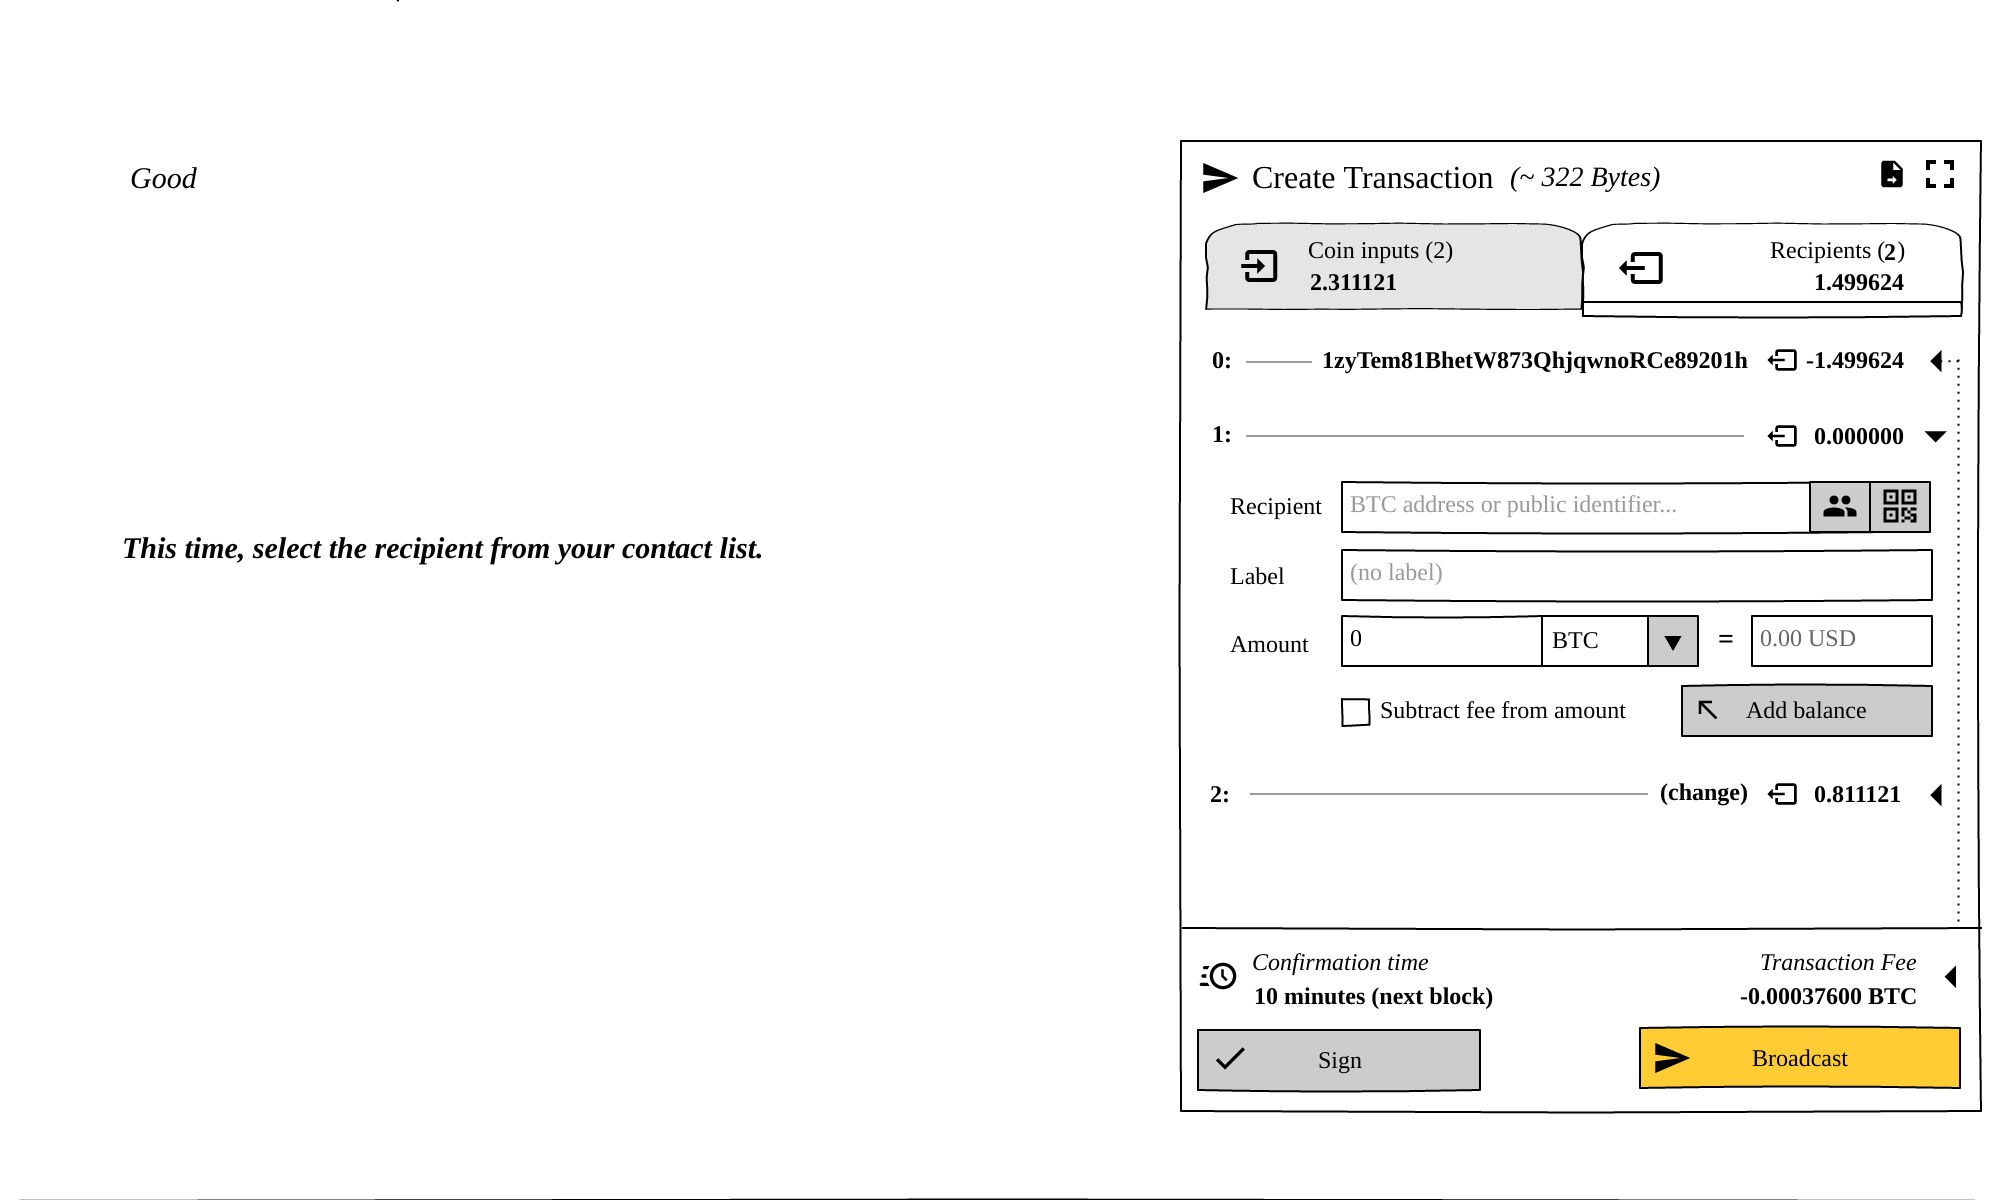 Good
This time, select the recipient from your contact list.
Create Transaction (~ 322 Bytes)
Coin inputs (2)
2.311121
Recipients (2)
1.499624
0: 1zyTem81BhetW873QhjqwnoRCe89201h -1.499624
1: 0.000000
Recipient BTC address or public identifier...
Label (no label)
Amount 0 BTC = 0.00 USD
Subtract fee from amount Add balance
2: (change) 0.811121
Confirmation time
10 minutes (next block)
Transaction Fee
-0.00037600 BTC
Sign Broadcast